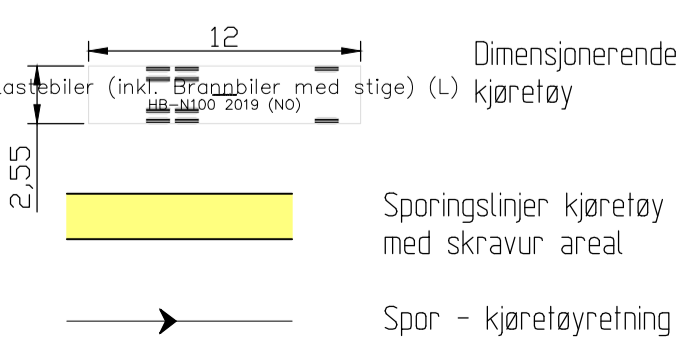 12
Lastebiler (inkl. Brannbiler med stige) (L)
HB-N100 2019 (NO)
2,55
Dimensjonerende
kjøretøy
Sporingslinjer kjøretøy
med skravur areal
Spor - kjøretøyretning